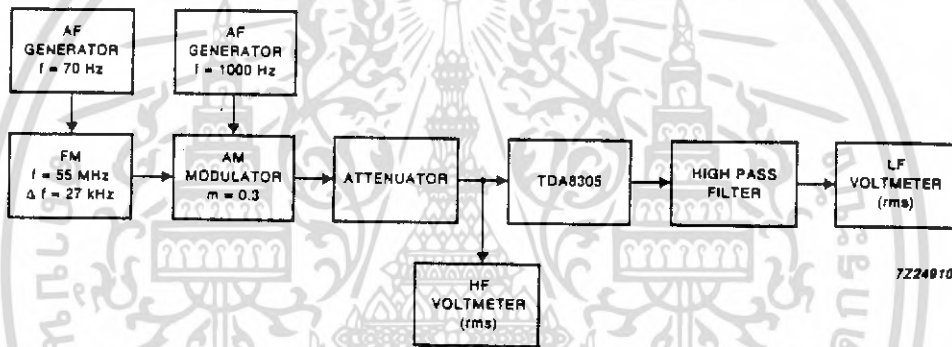 AF
GENERATOR
f = 70 Hz
AF
GENERATOR
f = 1000 Hz
FM
f = 55 MHz
Δ f = 27 kHz
AM
MODULATOR
m = 0.3
ATTENUATOR
TDA8305
HIGH PASS
FILTER
LF
VOLTMETER
(rms)
HF
VOLTMETER
(rms)
7Z24910